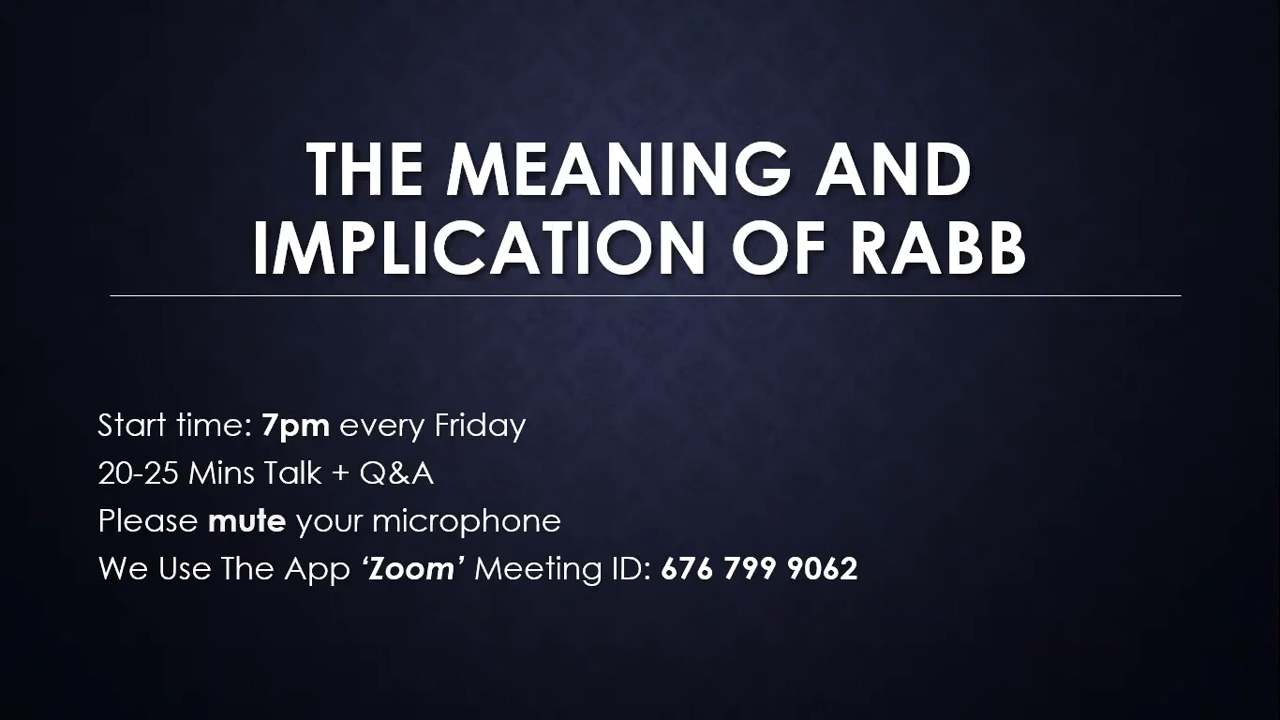 THE MEANING AND
IMPLICATION OF RABB
Start time: 7pm every Friday
20-25 Mins Talk + Q&A
Please mute your microphone
We Use The App ‘Zoom’ Meeting ID: 676 799 9062